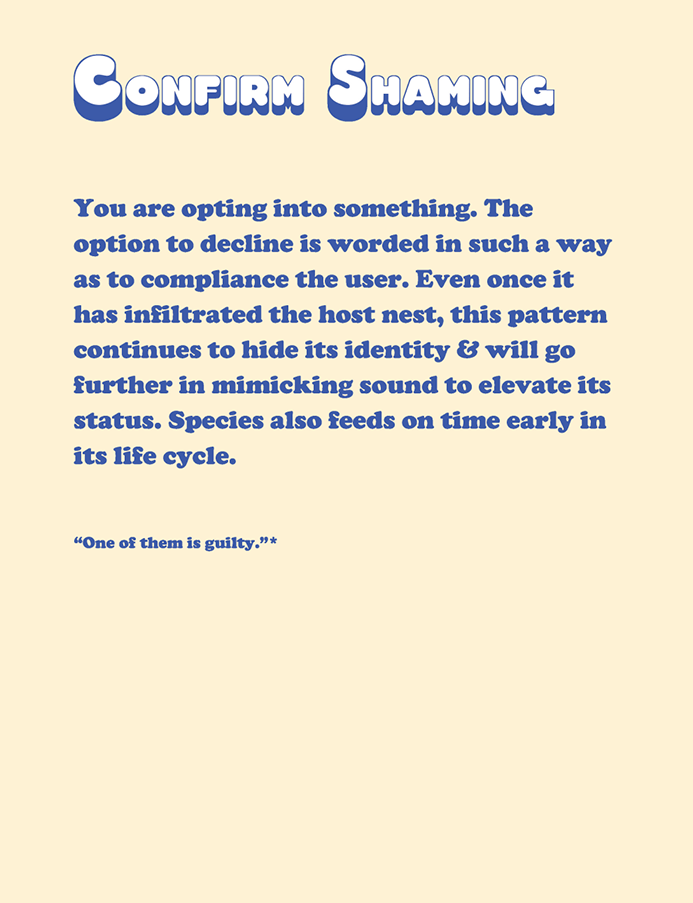 Confirm Shaming
You are opting into something. The
option to decline is worded in such a way
as to compliance the user. Even once it
has infiltrated the host nest, this pattern
continues to hide its identity & will go
further in mimicking sound to elevate its
status. Species also feeds on time early in
its life cycle.
“One of them is guilty.”*